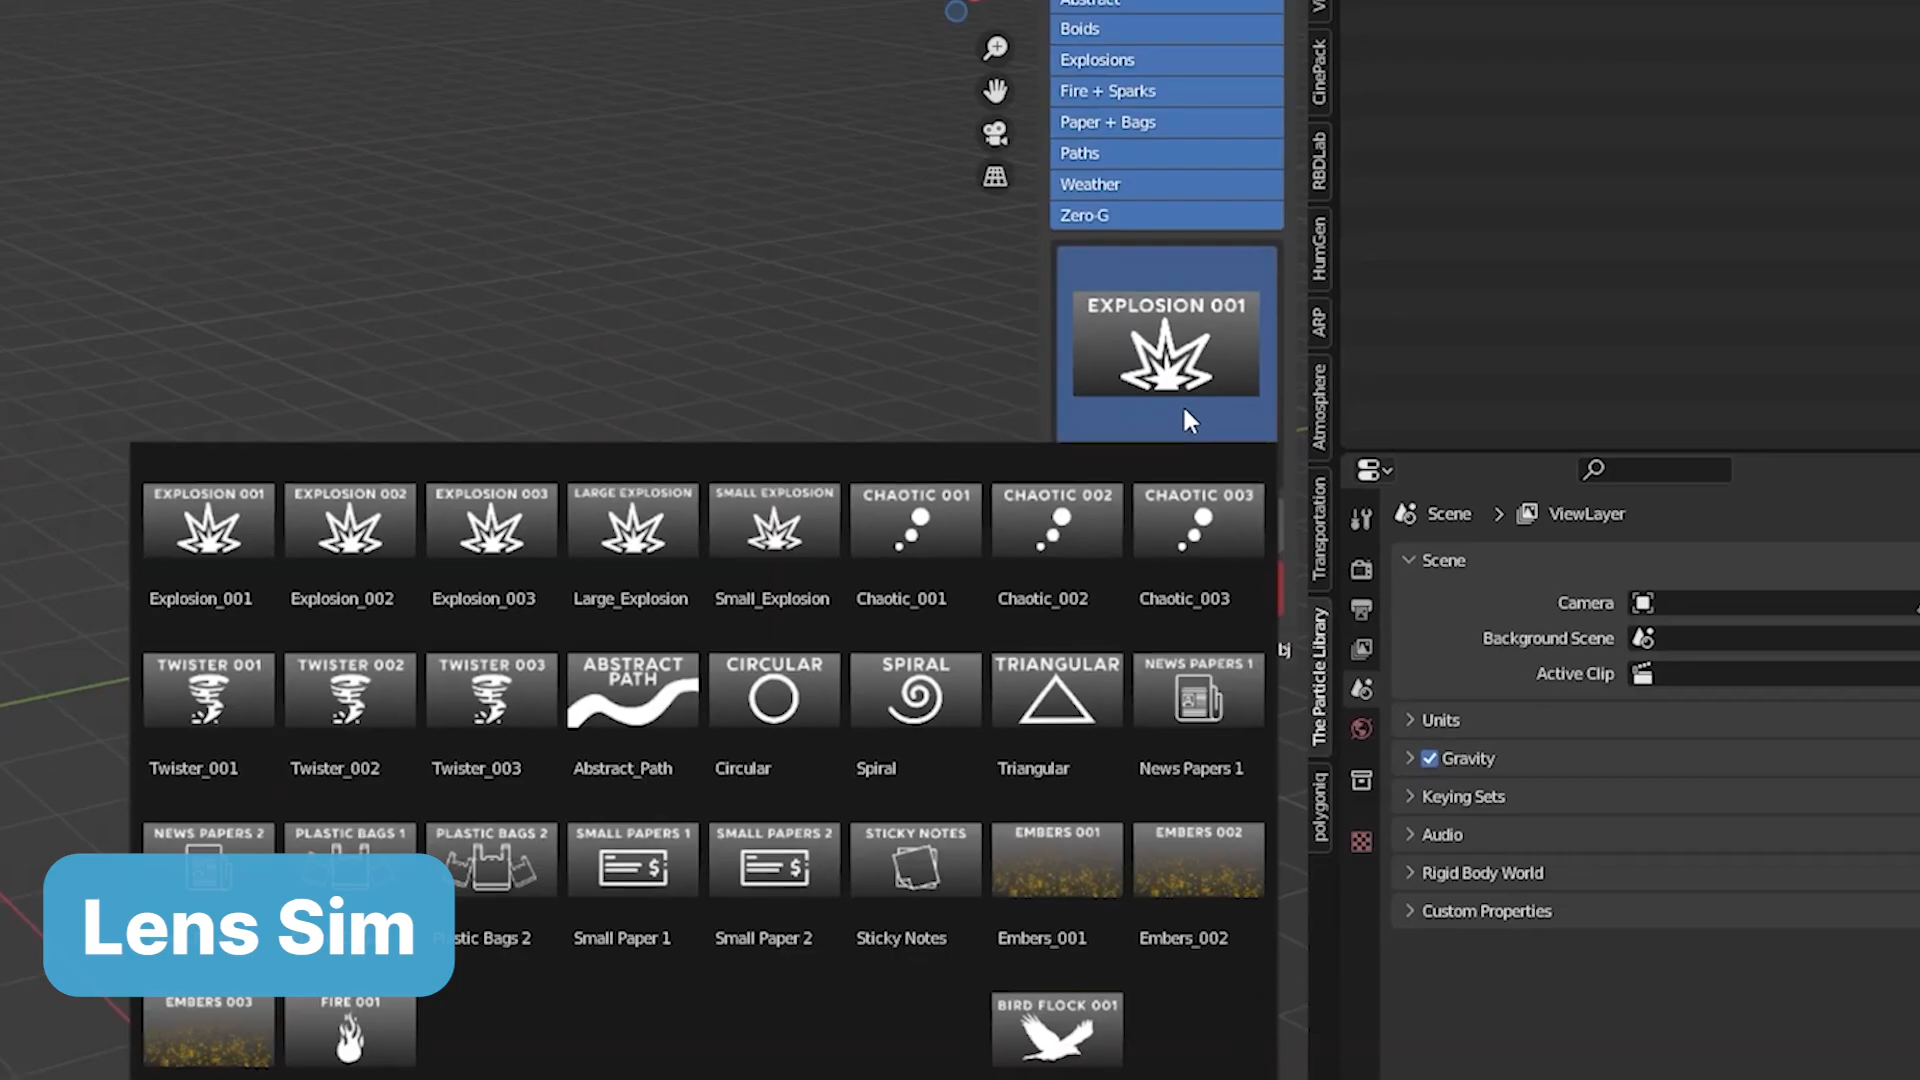 Abstract
Boids
Explosions
Fire + Sparks
Paper + Bags
Paths
Weather
Zero-G
EXPLOSION 001
EXPLOSION 001
EXPLOSION 002
EXPLOSION 003
LARGE EXPLOSION
SMALL EXPLOSION
CHAOTIC 001
CHAOTIC 002
CHAOTIC 003
Explosion_001
Explosion_002
Explosion_003
Large_Explosion
Small_Explosion
Chaotic_001
Chaotic_002
Chaotic_003
TWISTER 001
TWISTER 002
TWISTER 003
ABSTRACT
PATH
CIRCULAR
SPIRAL
TRIANGULAR
NEWS PAPERS 1
Twister_001
Twister_002
Twister_003
Abstract_Path
Circular
Spiral
Triangular
News Papers 1
NEWS PAPERS 2
PLASTIC BAGS 1
PLASTIC BAGS 2
SMALL PAPERS 1
SMALL PAPERS 2
STICKY NOTES
EMBERS 001
EMBERS 002
Lens Sim
stic Bags 2
Small Paper 1
Small Paper 2
Sticky Notes
Embers_001
Embers_002
EMBERS 003
FIRE 001
BIRD FLOCK 001
CinePack
RBDLab
HumGen
ARP
Atmosphere
Transportation
The Particle Library
polygoniq
Scene
ViewLayer
Scene
Camera
Background Scene
Active Clip
Units
Gravity
Keying Sets
Audio
Rigid Body World
Custom Properties